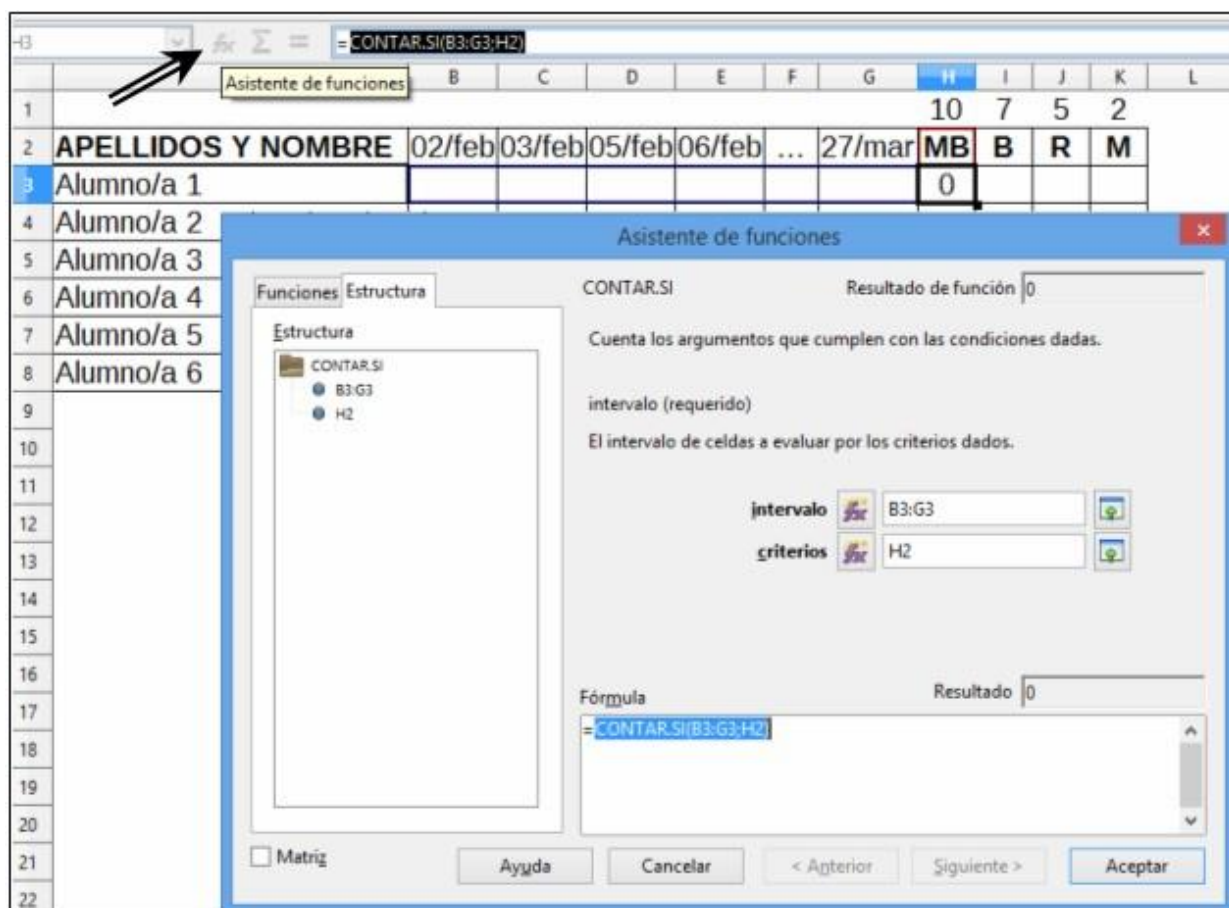 H3 =CONTAR.SI(B3:G3;H2)
Asistente de funciones
B C D E F G H I J K L
1 10 7 5 2
2 APELLIDOS Y NOMBRE 02/feb 03/feb 05/feb 06/feb ... 27/mar MB B R M
3 Alumno/a 1 0
4 Alumno/a 2
5 Alumno/a 3
6 Alumno/a 4
7 Alumno/a 5
8 Alumno/a 6
9
10
11
12
13
14
15
16
17
18
19
20
21
22
Asistente de funciones
Funciones Estructura
Estructura
CONTAR.SI
B3:G3
H2
CONTAR.SI Resultado de función 0
Cuenta los argumentos que cumplen con las condiciones dadas.
intervalo (requerido)
El intervalo de celdas a evaluar por los criterios dados.
intervalo fx B3:G3
criterios fx H2
Fórmula Resultado 0
=CONTAR.SI(B3:G3;H2)
Matriz Ayuda Cancelar < Anterior Siguiente > Aceptar